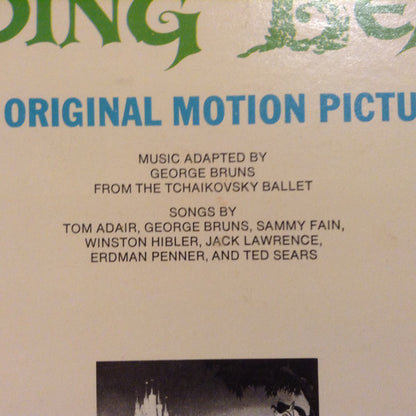 ORIGINAL MOTION PICTU
MUSIC ADAPTED BY
GEORGE BRUNS
FROM THE TCHAIKOVSKY BALLET
SONGS BY
TOM ADAIR, GEORGE BRUNS, SAMMY FAIN,
WINSTON HIBLER, JACK LAWRENCE,
ERDMAN PENNER, AND TED SEARS